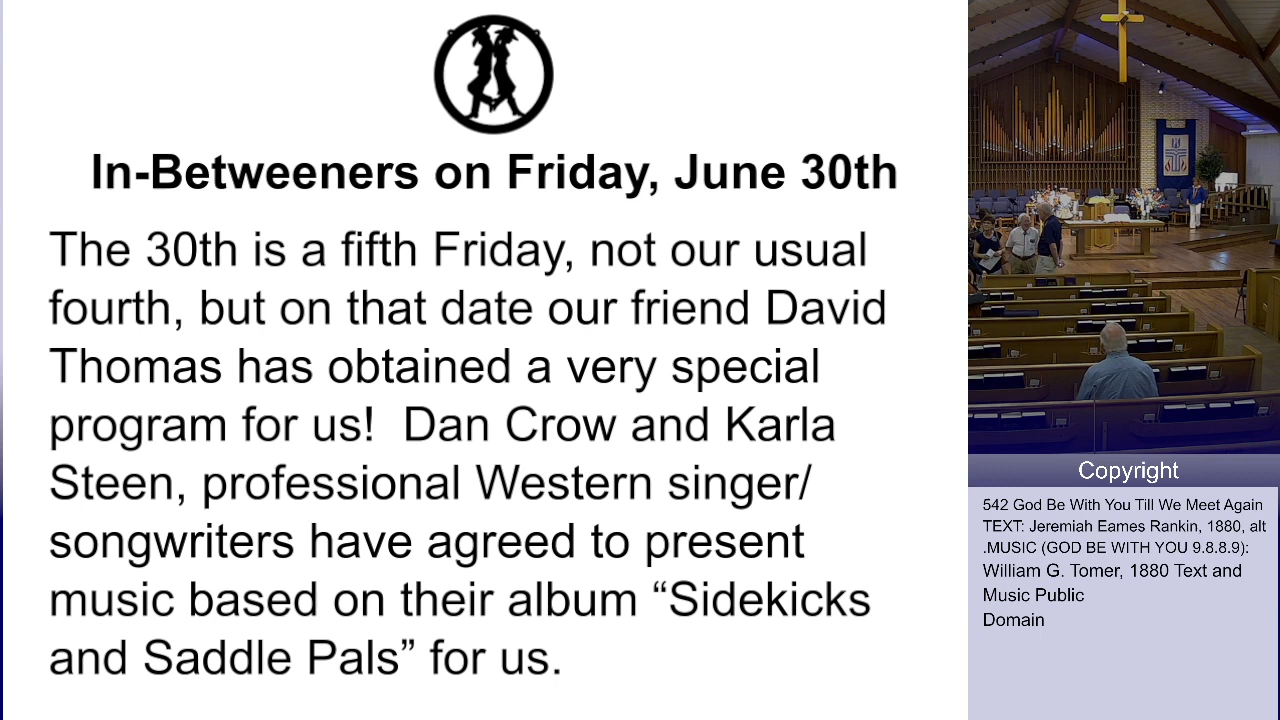 In-Betweeners on Friday, June 30th
The 30th is a fifth Friday, not our usual
fourth, but on that date our friend David
Thomas has obtained a very special
program for us!  Dan Crow and Karla
Steen, professional Western singer/
songwriters have agreed to present
music based on their album “Sidekicks
and Saddle Pals” for us.
Copyright
542 God Be With You Till We Meet Again
TEXT: Jeremiah Eames Rankin, 1880, alt
.MUSIC (GOD BE WITH YOU 9.8.8.9):
William G. Tomer, 1880 Text and
Music Public
Domain